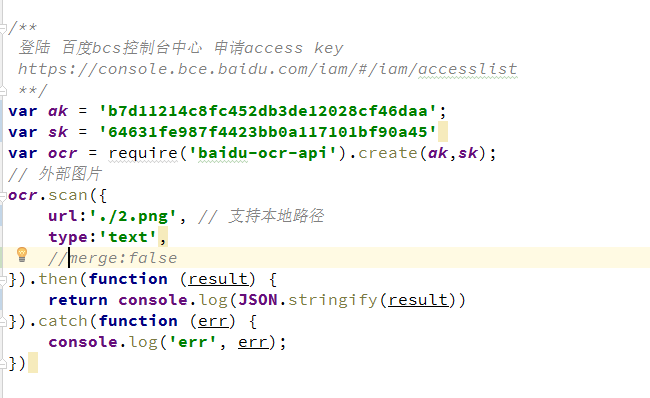 /**
登陆 百度bcs控制台中心 申请access key
https://console.bce.baidu.com/iam/#/iam/accesslist
**/
var ak = 'b7d11214c8fc452db3de12028cf46daa';
var sk = '64631fe987f4423bb0a117101bf90a45'
var ocr = require('baidu-ocr-api').create(ak,sk);
// 外部图片
ocr.scan({
url:'./2.png', // 支持本地路径
type:'text',
//merge:false
}).then(function (result) {
return console.log(JSON.stringify(result))
}).catch(function (err) {
console.log('err', err);
})